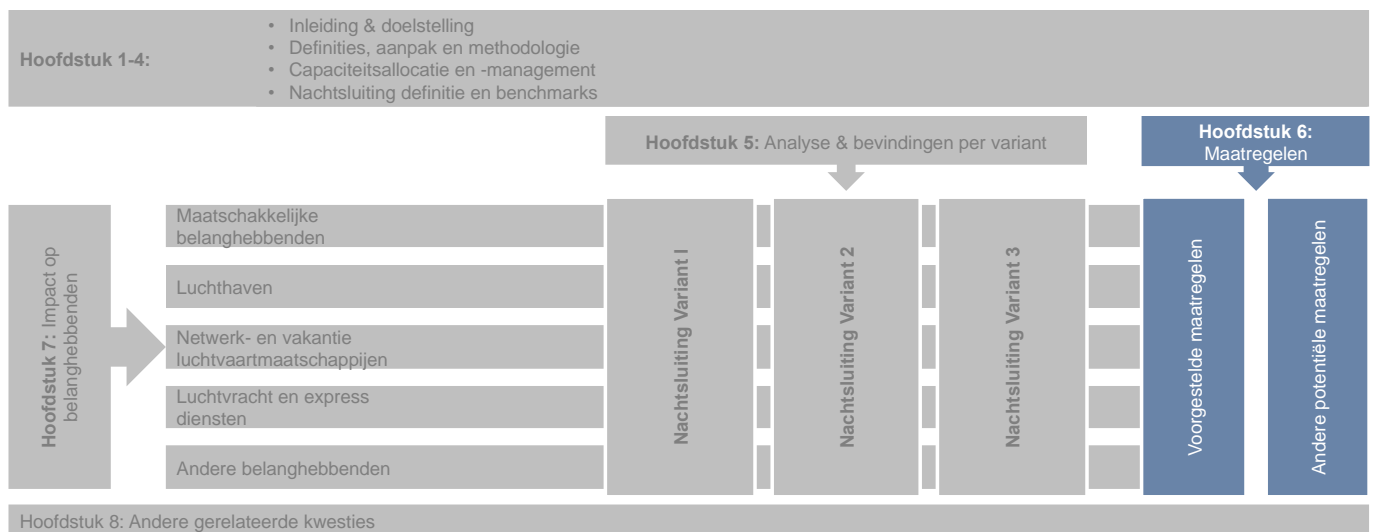 Hoofdstuk 1-4:
• Inleiding & doelstelling
• Definities, aanpak en methodologie
• Capaciteitsallocatie en -management
• Nachtsluiting definitie en benchmarks
Hoofdstuk 5: Analyse & bevindingen per variant
Hoofdstuk 6:
Maatregelen
Hoofdstuk 7: Impact op
belanghebbenden
Maatschakkelijke
belanghebbenden
Luchthaven
Netwerk- en vakantie
luchtvaartmaatschappijen
Luchtvracht en express
diensten
Andere belanghebbenden
Nachtsluiting Variant I
Nachtsluiting Variant 2
Nachtsluiting Variant 3
Voorgestelde maatregelen
Andere potentiële maatregelen
Hoofdstuk 8: Andere gerelateerde kwesties